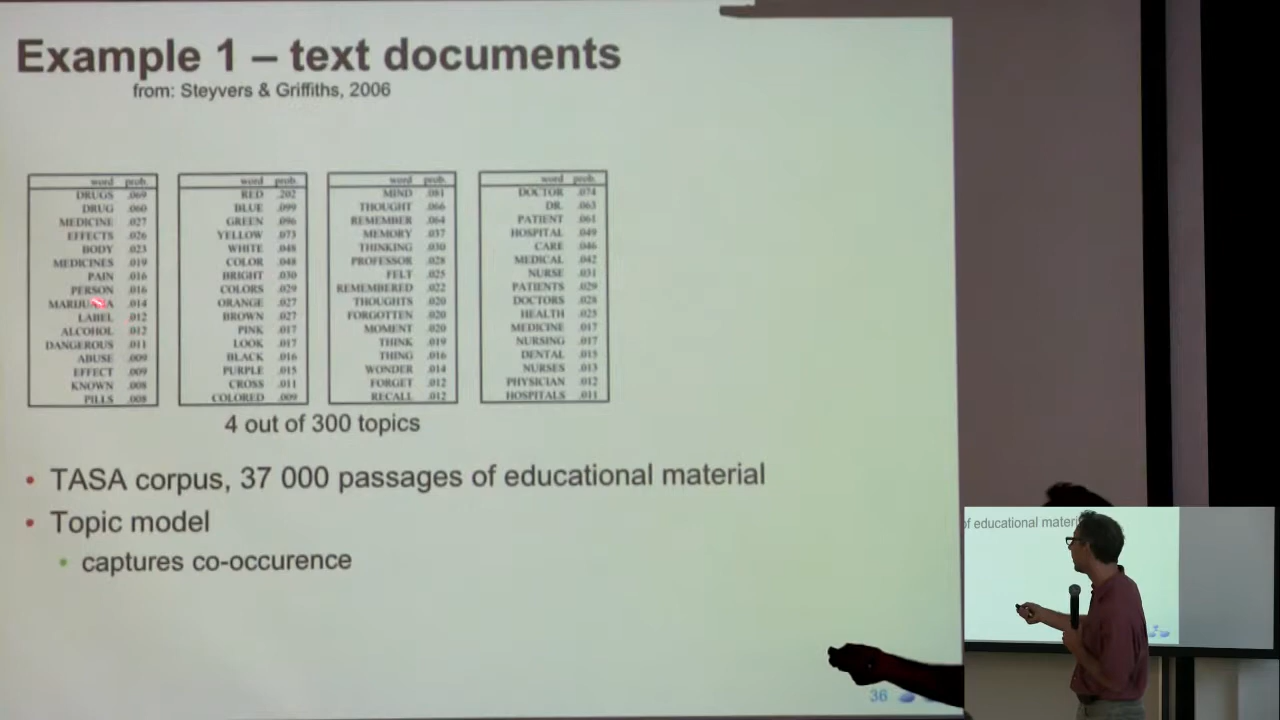 Example 1 – text documents
from: Steyvers & Griffiths, 2006
word prob.
DRUGS .069
DRUG .060
MEDICINE .027
EFFECTS .026
BODY .023
MEDICINES .019
PAIN .016
PERSON .016
MARIJUANA .014
LABEL .012
ALCOHOL .012
DANGEROUS .011
ABUSE .009
EFFECT .009
KNOWN .008
PILLS .008
word prob.
RED .202
BLUE .099
GREEN .096
YELLOW .073
WHITE .048
COLOR .048
BRIGHT .030
COLORS .029
ORANGE .027
BROWN .027
PINK .017
LOOK .017
BLACK .016
PURPLE .015
CROSS .011
COLORED .009
word prob.
MIND .081
THOUGHT .066
REMEMBER .064
MEMORY .037
THINKING .030
PROFESSOR .028
FELT .025
REMEMBERED .022
THOUGHTS .020
FORGOTTEN .020
MOMENT .020
THINK .019
THING .016
WONDER .014
FORGET .012
RECALL .012
word prob.
DOCTOR .074
DR. .063
PATIENT .061
HOSPITAL .049
CARE .046
MEDICAL .042
NURSE .031
PATIENTS .029
DOCTORS .028
HEALTH .025
MEDICINE .017
NURSING .017
DENTAL .015
NURSES .013
PHYSICIAN .012
HOSPITALS .011
4 out of 300 topics
• TASA corpus, 37 000 passages of educational material
• Topic model
• captures co-occurence
36
of educational materi